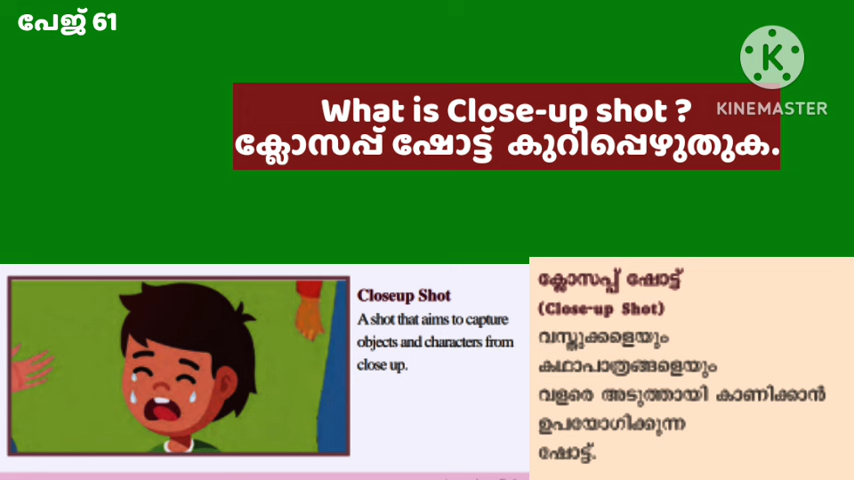 പേജ് 61
What is Close-up shot ?
ക്ലോസപ്പ് ഷോട്ട് കുറിപ്പെഴുതുക.
KINEMASTER
Closeup Shot
A shot that aims to capture
objects and characters from
close up.
ക്ലോസപ്പ് ഷോട്ട്
(Close-up Shot)
വസ്തുക്കളെയും
കഥാപാത്രങ്ങളെയും
വളരെ അടുത്തായി കാണിക്കാൻ
ഉപയോഗിക്കുന്ന
ഷോട്ട്.